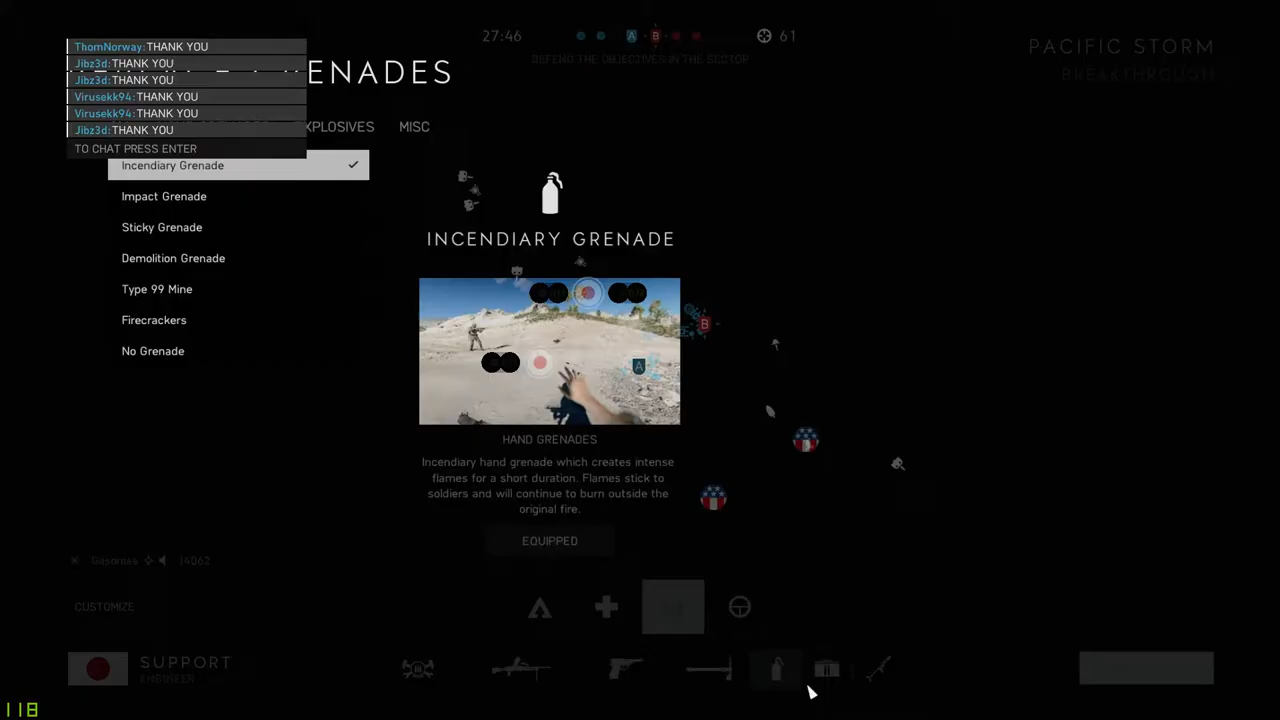 27:46
A
B
61
DEFEND THE OBJECTIVES IN THE SECTOR
PACIFIC STORM
BREAKTHROUGH
ThomNorway: THANK YOU
Jibz3d: THANK YOU
Jibz3d: THANK YOU
Virusekk94: THANK YOU
Virusekk94: THANK YOU
Jibz3d: THANK YOU
TO CHAT PRESS ENTER
ENADES
XPLOSIVES
MISC
Incendiary Grenade
Impact Grenade
Sticky Grenade
Demolition Grenade
Type 99 Mine
Firecrackers
No Grenade
INCENDIARY GRENADE
B
A
HAND GRENADES
Incendiary hand grenade which creates intense
flames for a short duration. Flames stick to
soldiers and will continue to burn outside the
original fire.
EQUIPPED
14062
CUSTOMIZE
SUPPORT
ENGINEER
118